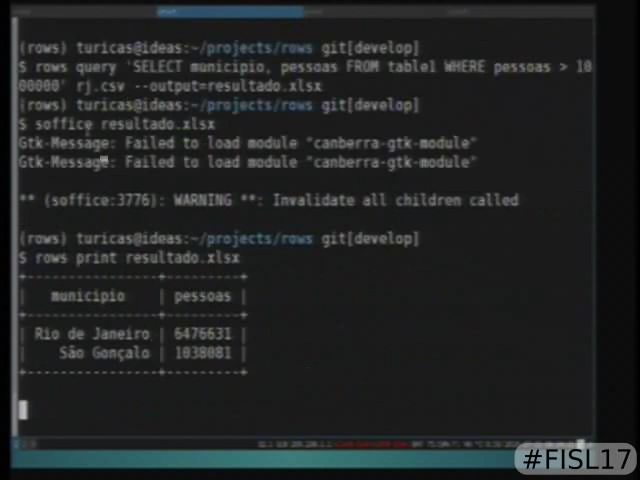 (rows) turicas@ideas:~/projects/rows git[develop]
$ rows query 'SELECT municipio, pessoas FROM table1 WHERE pessoas > 10
00000' rj.csv --output=resultado.xlsx
(rows) turicas@ideas:~/projects/rows git[develop]
$ soffice resultado.xlsx
Gtk-Message: Failed to load module "canberra-gtk-module"
Gtk-Message: Failed to load module "canberra-gtk-module"
** (soffice:3776): WARNING **: Invalidate all children called
(rows) turicas@ideas:~/projects/rows git[develop]
$ rows print resultado.xlsx
+----------------+---------+
|   municipio    | pessoas |
+----------------+---------+
| Rio de Janeiro | 6476631 |
|    São Gonçalo | 1038081 |
+----------------+---------+
#FISL17